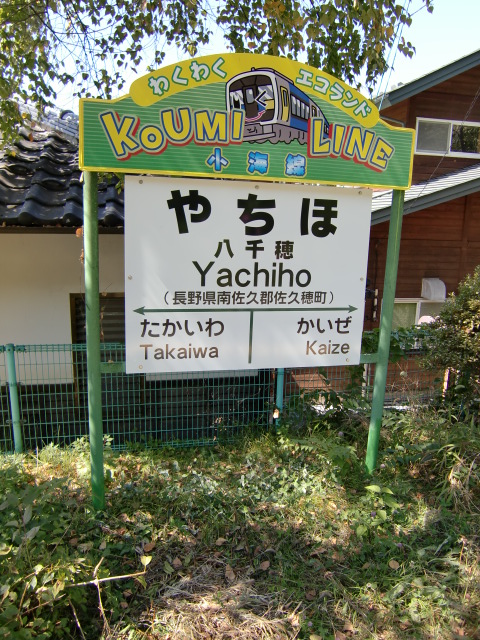 わくわく エコランド
KOUMI LINE
小海線
やちほ
八千穂
Yachiho
(長野県南佐久郡佐久穂町)
たかいわ かいぜ
Takaiwa Kaize